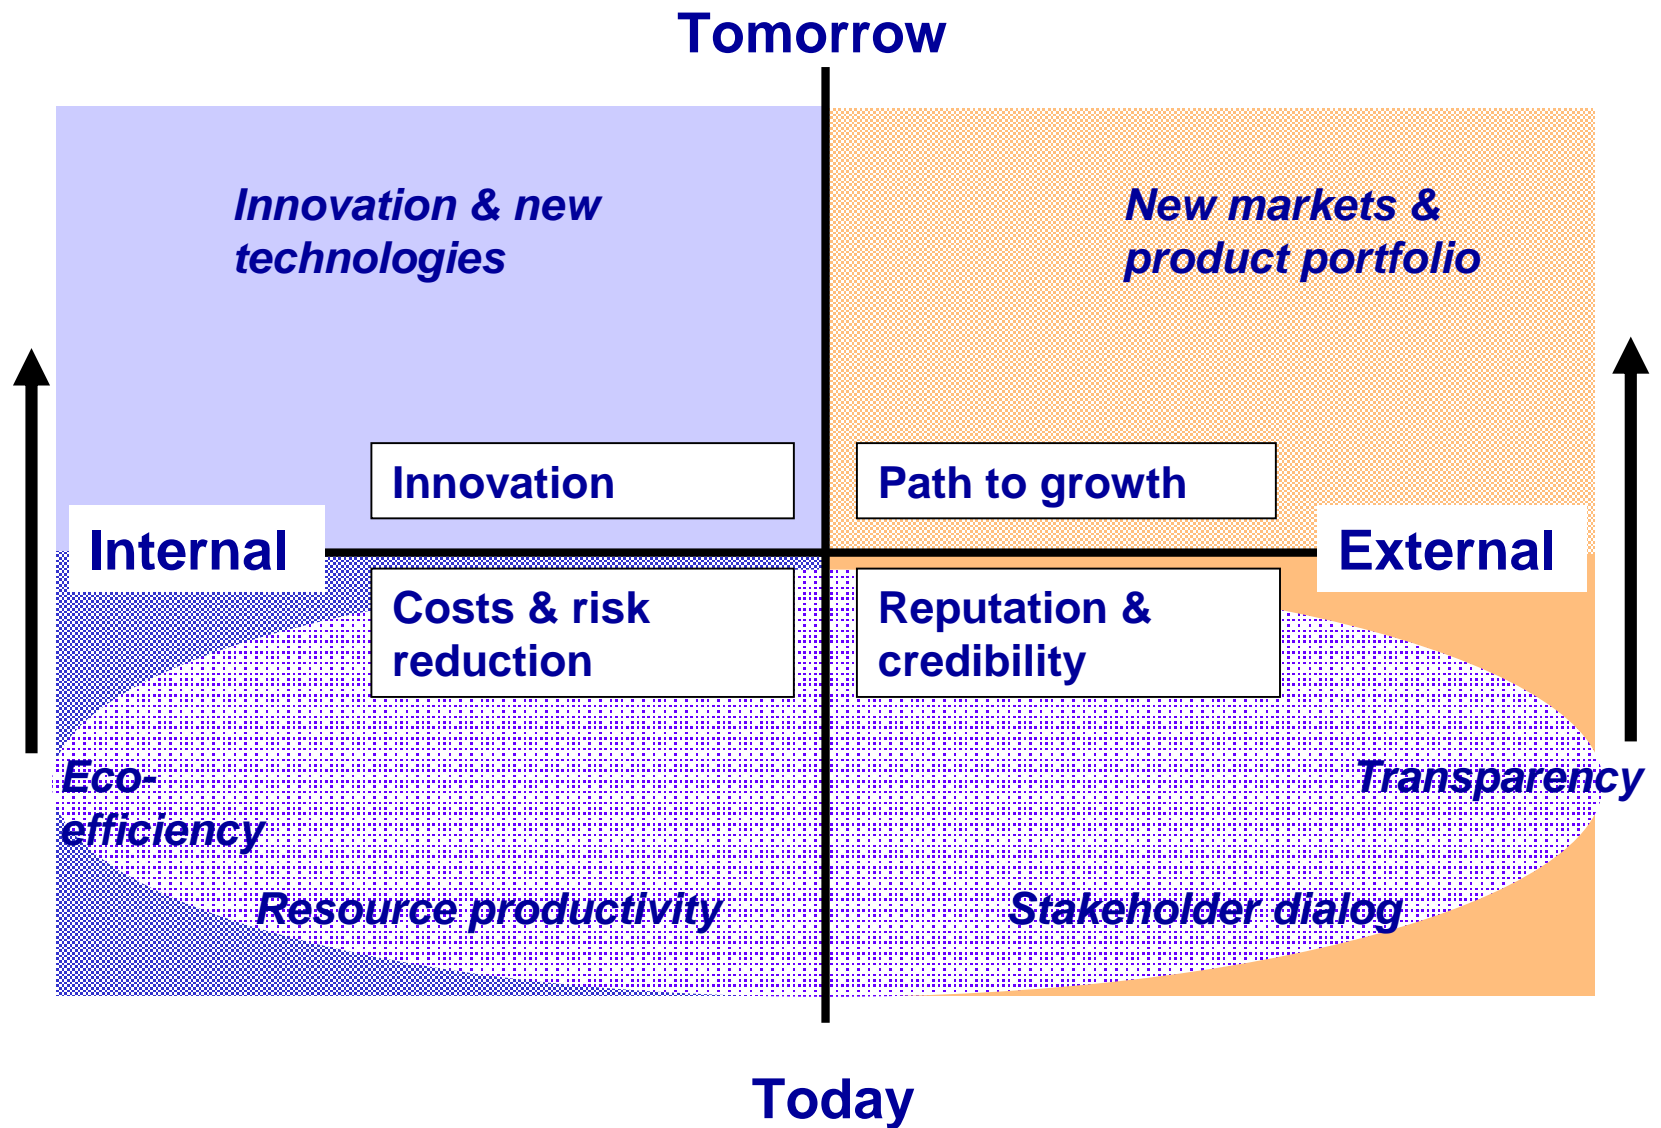 Tomorrow
Innovation & new
technologies
New markets &
product portfolio
Innovation
Path to growth
Internal
External
Costs & risk
reduction
Reputation &
credibility
Eco-
efficiency
Transparency
Resource productivity
Stakeholder dialog
Today